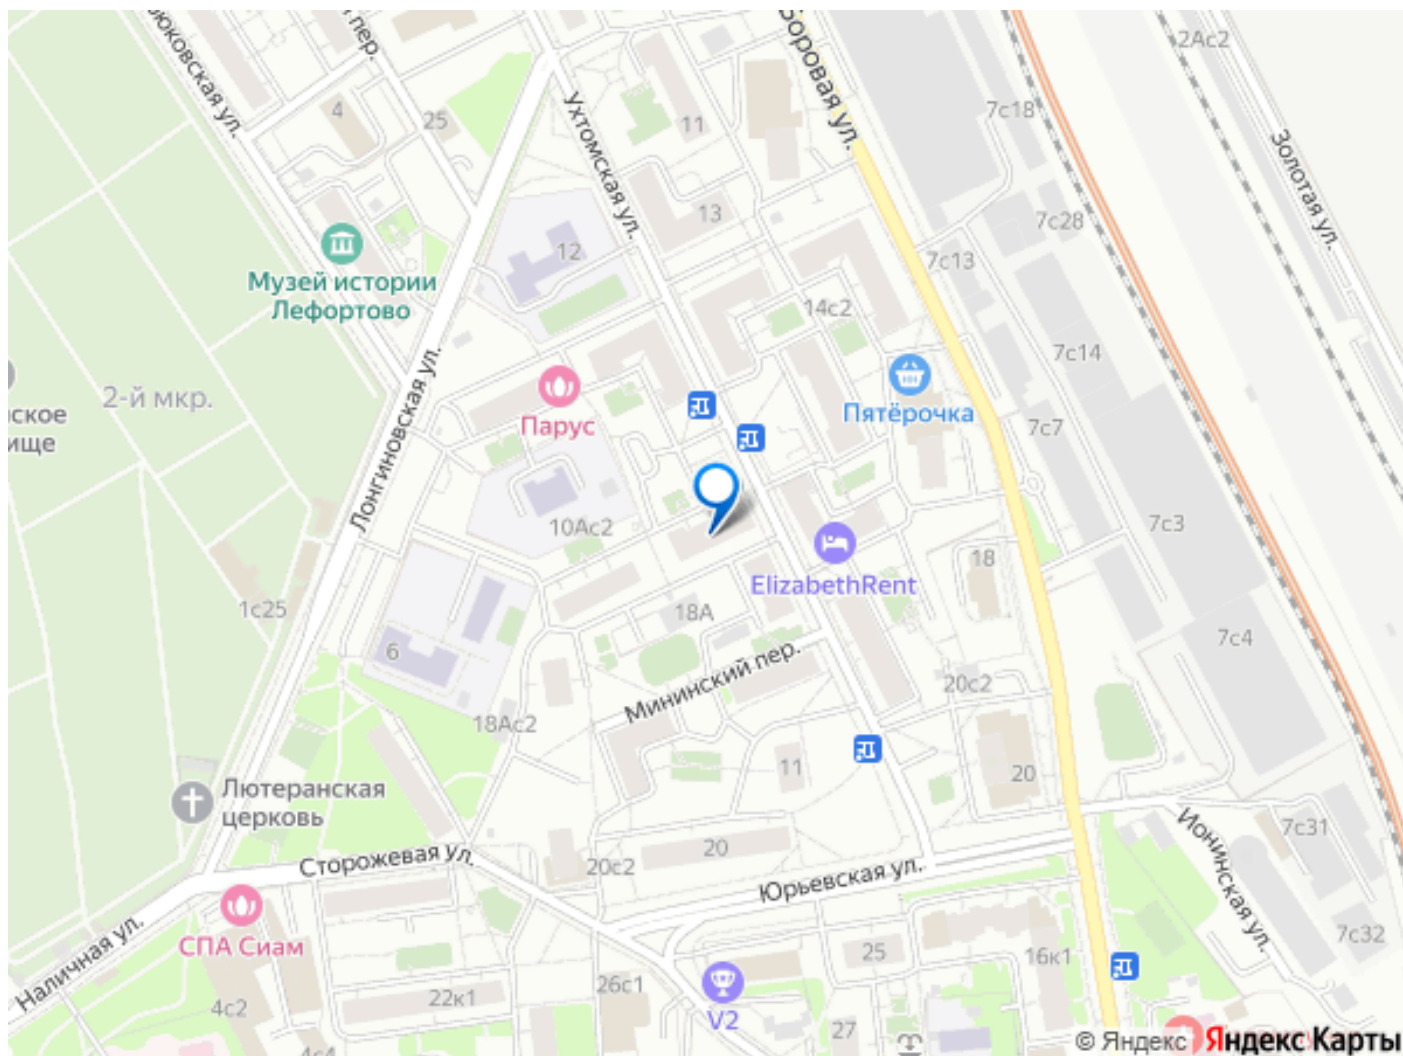 Боровая ул.
2Ас2
пер.
4
25
11
Ухтомская ул.
7с18
Золотая ул.
13
7с28
12
7с13
Музей истории
Лефортово
14с2
7с14
2-й мкр.
Парус
Пятёрочка
7с7
Лонгиновская ул.
10Ас2
7с3
ElizabethRent
18
1с25
18А
7с4
6
Мининский пер.
20с2
18Ас2
11
20
Лютеранская
церковь
Ионинская ул.
7с31
Сторожевая ул.
20с2
20
Юрьевская ул.
СПА Сиам
Наличная ул.
7с32
25
16к1
4с2
22к1
26с1
V2
27
4с4
© Яндекс
Яндекс Карты